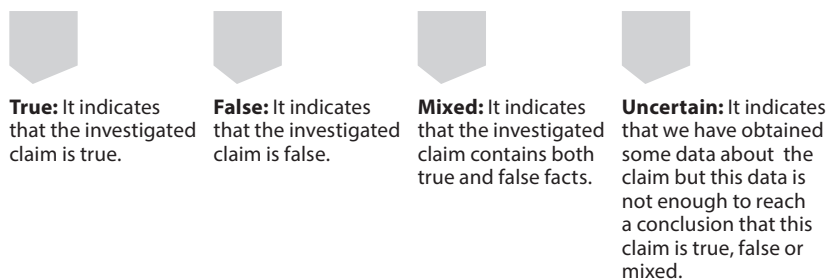 True: It indicates
that the investigated
claim is true.
False: It indicates
that the investigated
claim is false.
Mixed: It indicates
that the investigated
claim contains both
true and false facts.
Uncertain: It indicates
that we have obtained
some data about  the
claim but this data is
not enough to reach
a conclusion that this
claim is true, false or
mixed.